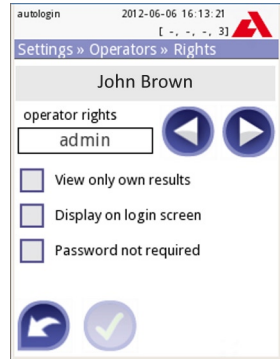 autologin 2012-06-06 16:13:21
[ -, -, -, 3]
Settings » Operators » Rights
John Brown
operator rights
admin
View only own results
Display on login screen
Password not required